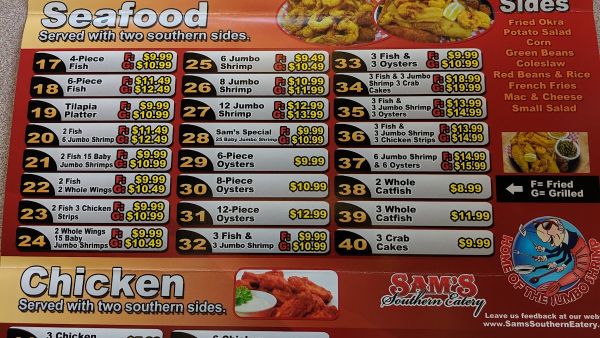 Seafood
Served with two southern sides.
17 4-Piece Fish F: $9.99 G: $10.99
18 6-Piece Fish F: $11.49 G: $12.49
19 Tilapia Platter F: $9.99 G: $10.99
20 2 Fish 6 Jumbo Shrimp F: $11.49 G: $12.49
21 2 Fish 15 Baby Jumbo Shrimps F: $9.99 G: $10.99
22 2 Fish 2 Whole Wings F: $9.99 G: $10.49
23 2 Fish 3 Chicken Strips F: $9.99 G: $10.99
24 2 Whole Wings 15 Baby Jumbo Shrimps F: $9.99 G: $10.49
25 6 Jumbo Shrimp F: $9.49 G: $10.49
26 8 Jumbo Shrimp F: $10.99 G: $11.99
27 12 Jumbo Shrimp F: $12.99 G: $13.99
28 Sam's Special 25 Baby Jumbo Shrimp F: $9.99 G: $10.99
29 6-Piece Oysters $9.99
30 8-Piece Oysters $10.99
31 12-Piece Oysters $12.99
32 3 Fish & 3 Jumbo Shrimp F: $9.99 G: $10.99
33 3 Fish & 3 Oysters F: $9.99 G: $10.99
34 3 Fish & 3 Jumbo Shrimp 3 Crab Cakes F: $18.99 G: $19.99
35 3 Fish & 3 Jumbo Shrimp & 3 Oysters F: $13.99 G: $14.99
36 3 Fish & 3 Jumbo Shrimp 3 Chicken Strips F: $13.99 G: $14.99
37 6 Jumbo Shrimp & 6 Oysters F: $14.99 G: $15.99
38 2 Whole Catfish $8.99
39 3 Whole Catfish $11.99
40 3 Crab Cakes $9.99
Sides
Fried Okra
Potato Salad
Corn
Green Beans
Coleslaw
Red Beans & Rice
French Fries
Mac & Cheese
Small Salad
F= Fried
G= Grilled
HOME OF THE JUMBO SHRIMP
Chicken
Served with two southern sides.
SAM'S
Southern Eatery
Leave us feedback at our web
www.SamsSouthernEatery.
3 Chicken